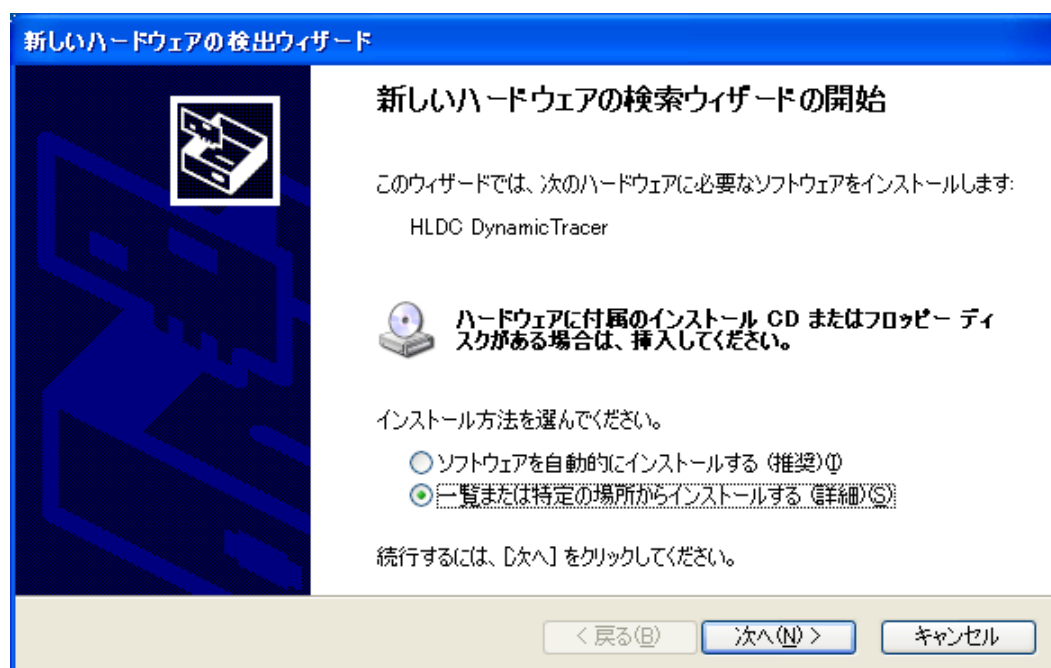 新しいハードウェアの検出ウィザード
新しいハードウェアの検索ウィザードの開始
このウィザードでは、次のハードウェアに必要なソフトウェアをインストールします:
HLDC DynamicTracer
ハードウェアに付属のインストール CD またはフロッピー ディ
スクがある場合は、挿入してください。
インストール方法を選んでください。
ソフトウェアを自動的にインストールする (推奨)(I)
一覧または特定の場所からインストールする (詳細)(S)
続行するには、[次へ] をクリックしてください。
< 戻る(B)
次へ(N) >
キャンセル